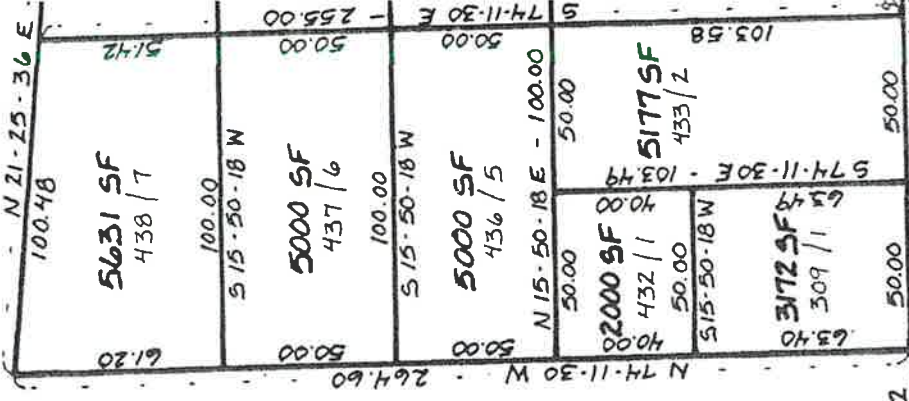 N 21-25-36 E
100.48
51.42
5631 SF
438/7
61.20
100.00
S 15-50-18 W
- 255.00
50.00
5000 SF
437/6
50.00
100.00
S 15-50-18 W
S 74-11-30 E
50.00
5000 SF
436/5
50.00
N 15-50-18 E - 100.00
103.58
50.00
5177 SF
433/2
50.00
S 74-11-30 E - 103.49
50.00
40.00
2000 SF
432/1
40.00
50.00
S 15-50-18 W
63.49
3172 SF
309/1
63.40
50.00
N 74-11-30 W - 264.60
2